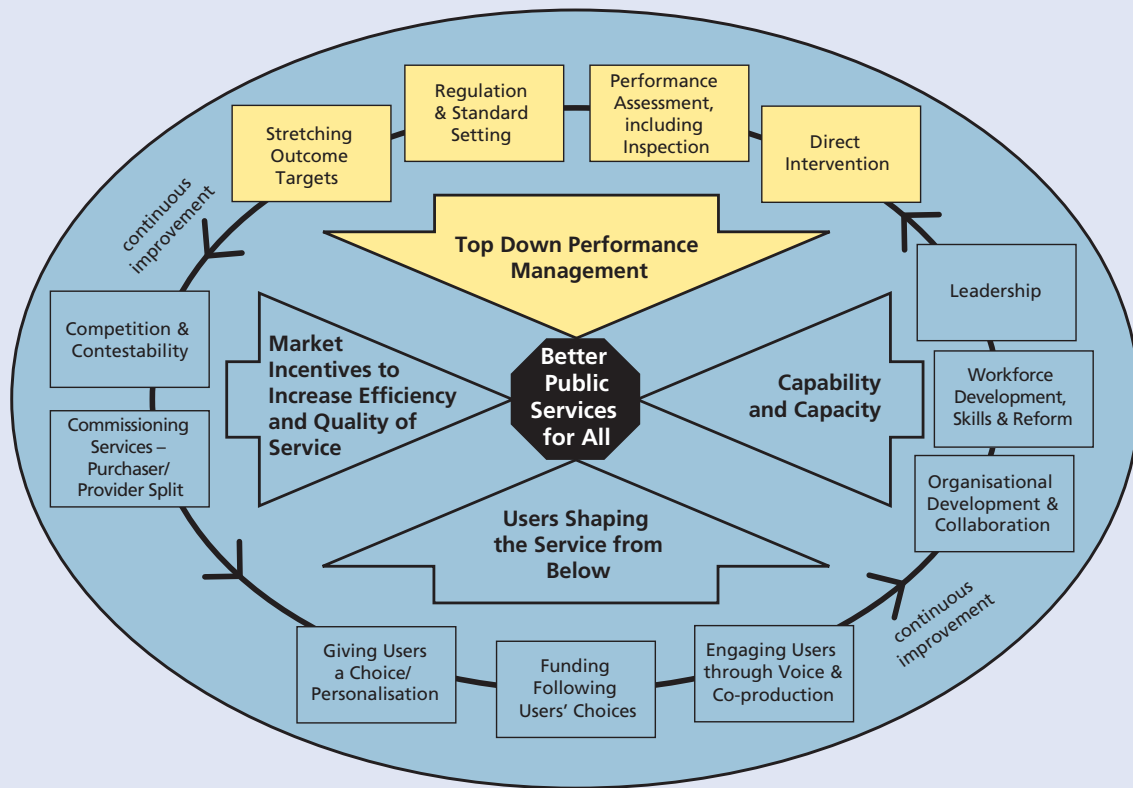 Regulation
& Standard
Setting
Performance
Assessment,
including
Inspection
Stretching
Outcome
Targets
Direct
Intervention
continuous
improvement
Top Down Performance
Management
Leadership
Competition &
Contestability
Market
Incentives to
Increase Efficiency
and Quality of
Service
Better
Public
Services
for All
Capability
and Capacity
Workforce
Development,
Skills & Reform
Commissioning
Services –
Purchaser/
Provider Split
Organisational
Development &
Collaboration
Users Shaping
the Service from
Below
continuous
improvement
Giving Users
a Choice/
Personalisation
Funding
Following
Users’ Choices
Engaging Users
through Voice &
Co-production